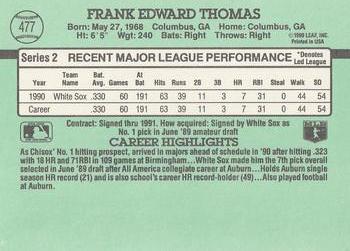 477
FRANK EDWARD THOMAS
©1990 LEAF, INC.
Printed in USA
Born: May 27, 1968 Columbus, GA Home: Columbus, GA
Ht: 6'5" Wgt: 240 Bats: Right Throws: Right
Series 2 RECENT MAJOR LEAGUE PERFORMANCE *Denotes Led League
Year Team Name Bat. Avg. Games AB Runs Hits 2B 3B HR RBI Stls. Walk SO
1990 White Sox .330 60 191 39 63 11 3 7 31 0 44 54
Career .330 60 191 39 63 11 3 7 31 0 44 54
Contract: Signed thru 1991. How acquired: Signed by White Sox as
No. 1 pick in June '89 amateur draft
CAREER HIGHLIGHTS
As Chisox' No. 1 hitting prospect, arrived in majors ahead of schedule in '90 after hitting .323
with 18 HR and 71 RBI in 109 games at Birmingham...White Sox made him the 7th pick overall
selected in June '89 draft after All America collegiate career at Auburn...Holds Auburn single
season HR record (21) and is also school's career HR record-holder (49)...Also played football
at Auburn.